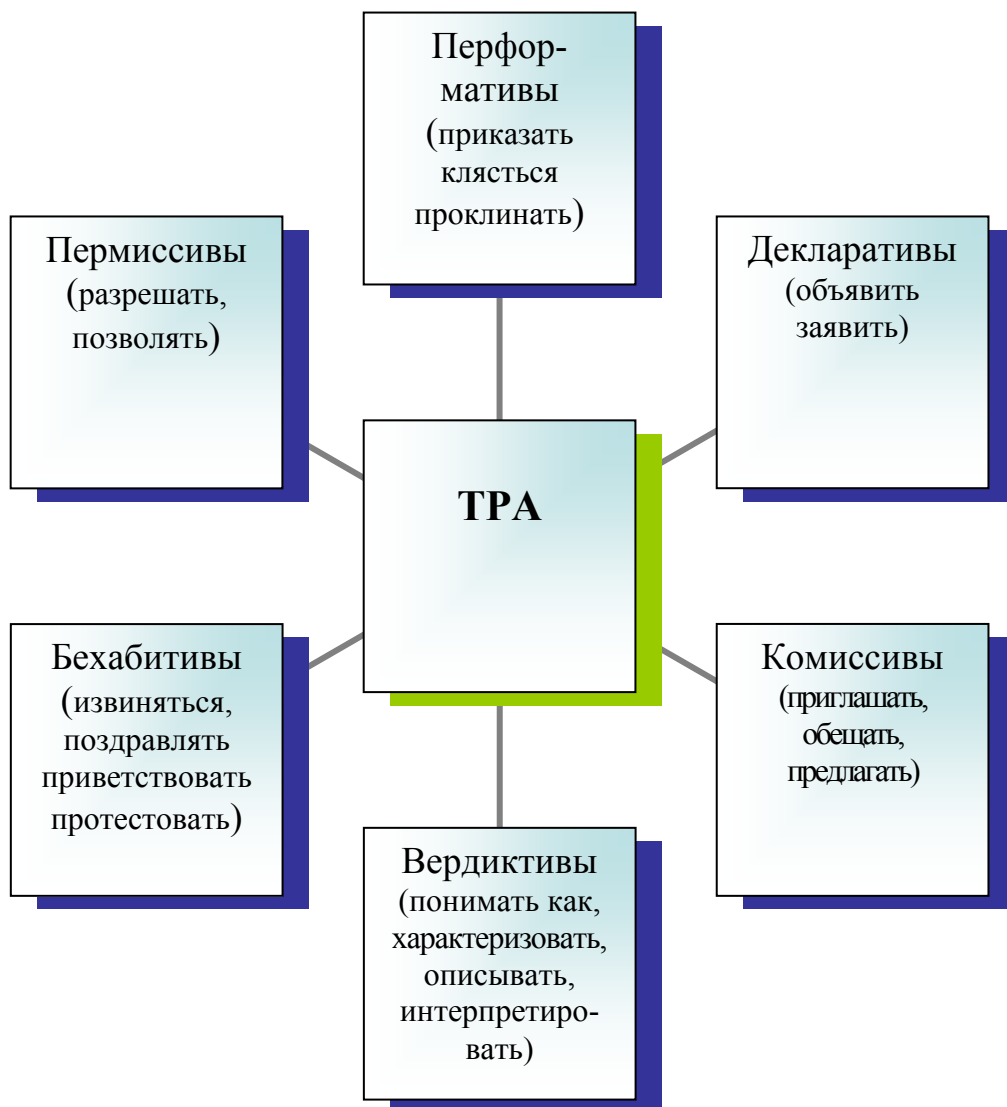 Перфор-
мативы
(приказать
клясться
проклинать)
Пермиссивы
(разрешать,
позволять)
Декларативы
(объявить
заявить)
ТРА
Бехабитивы
(извиняться,
поздравлять
приветствовать
протестовать)
Комиссивы
(приглашать,
обещать,
предлагать)
Вердиктивы
(понимать как,
характеризовать,
описывать,
интерпретиро-
вать)